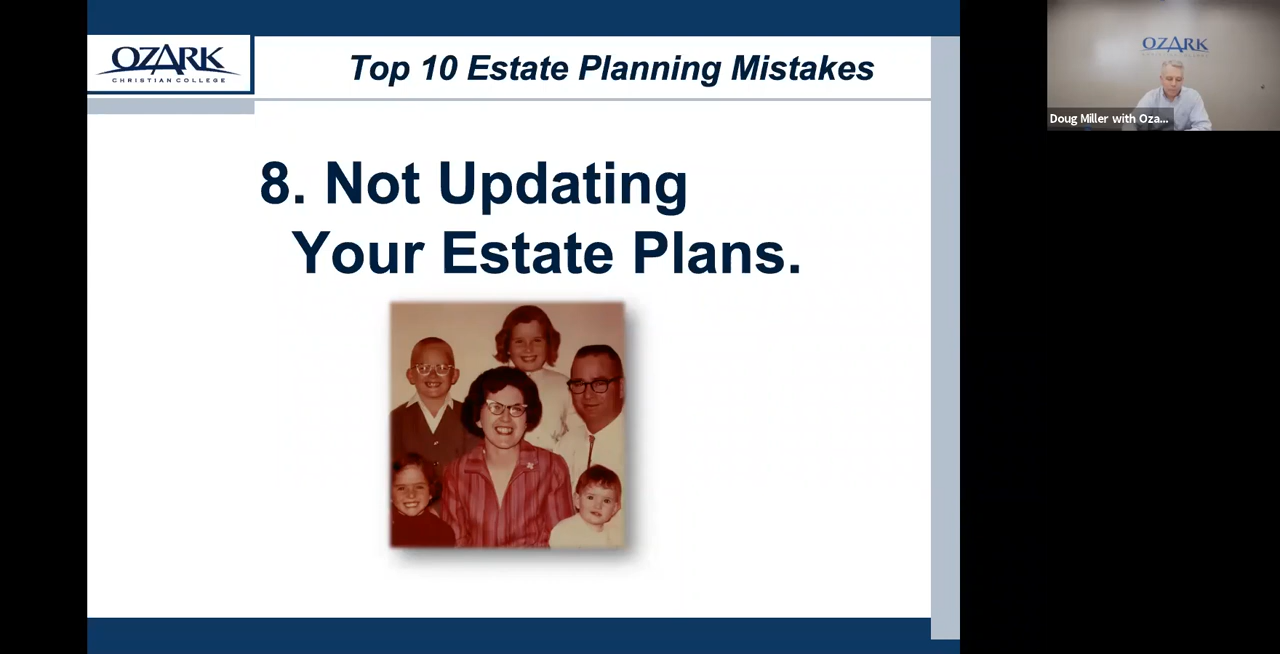 OZARK
CHRISTIAN COLLEGE
Top 10 Estate Planning Mistakes
8. Not Updating
Your Estate Plans.
OZARK
Doug Miller with Oza...